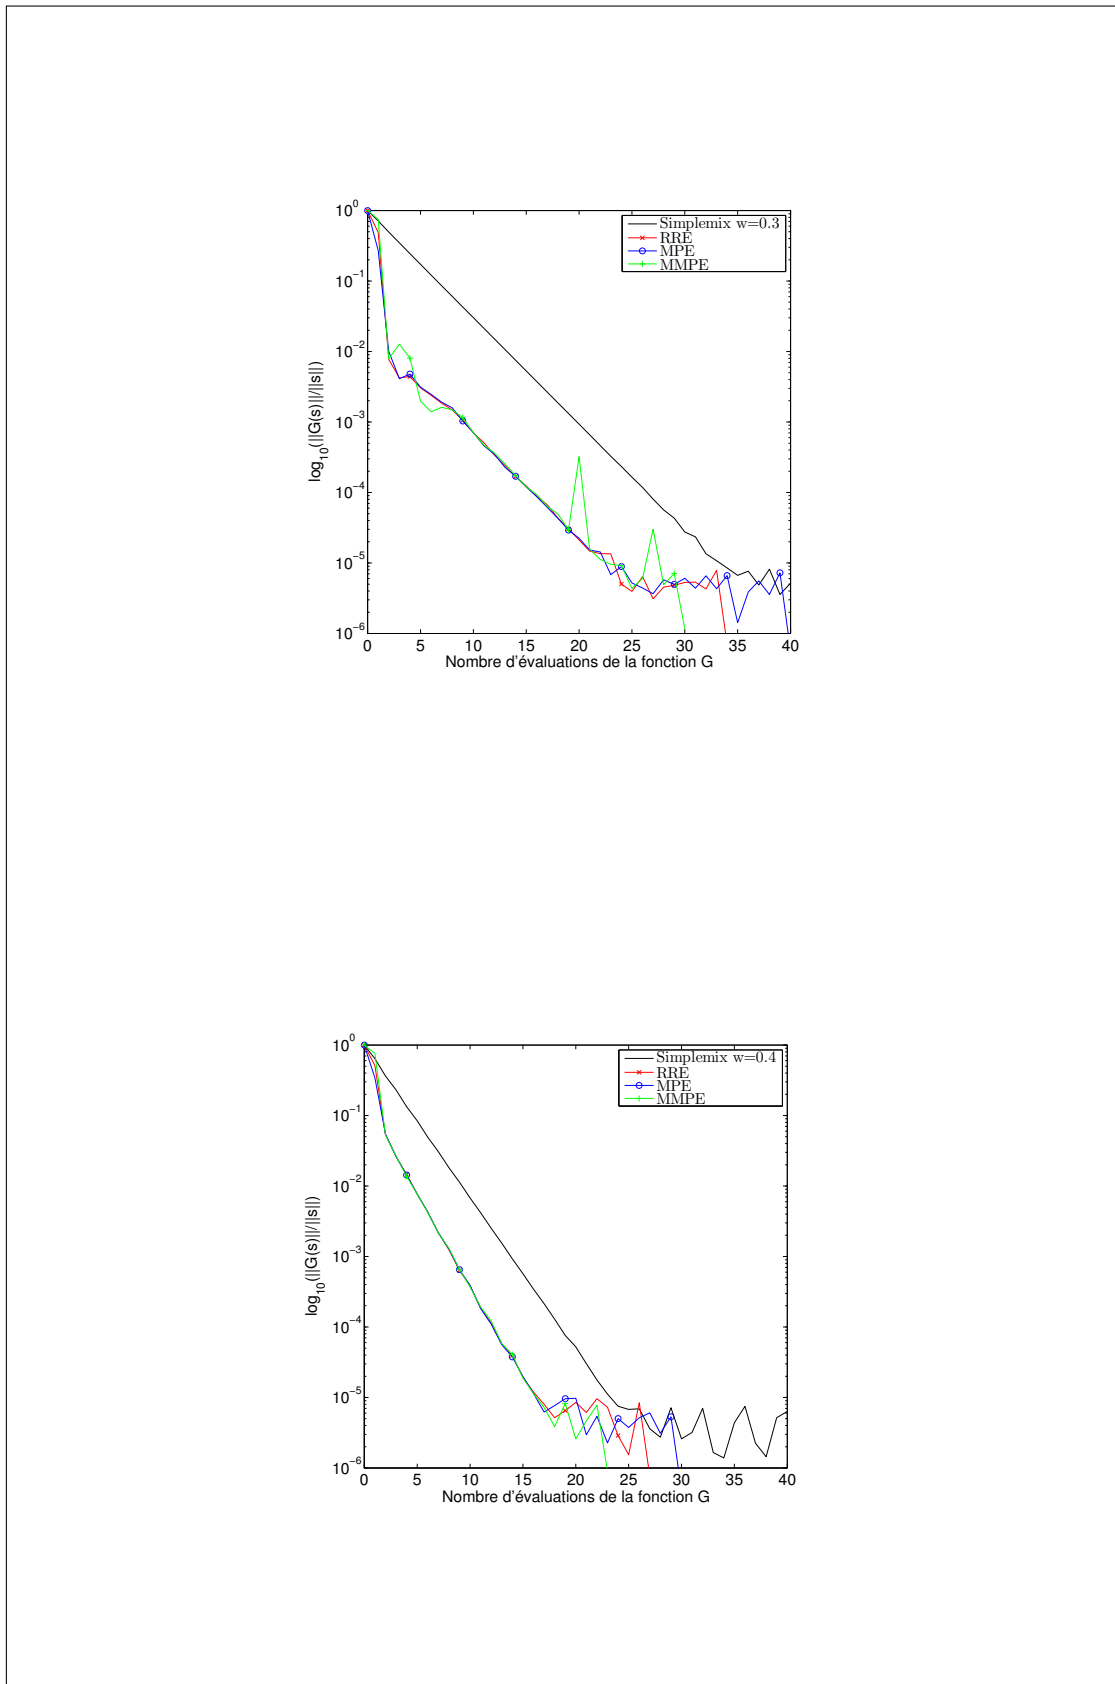 10^0
10^-1
10^-2
10^-3
10^-4
10^-5
10^-6
log_10(||G(s)||/||s||)
Simplemix w=0.3
RRE
MPE
MMPE
0 5 10 15 20 25 30 35 40
Nombre d'évaluations de la fonction G
10^0
10^-1
10^-2
10^-3
10^-4
10^-5
10^-6
log_10(||G(s)||/||s||)
Simplemix w=0.4
RRE
MPE
MMPE
0 5 10 15 20 25 30 35 40
Nombre d'évaluations de la fonction G